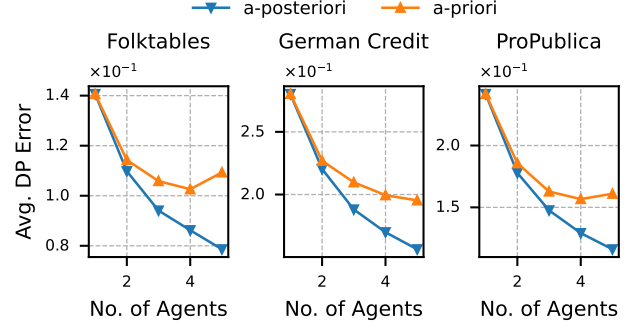 a-posteriori a-priori
Folktables German Credit ProPublica
×10⁻¹ ×10⁻¹ ×10⁻¹
Avg. DP Error
1.4
1.2
1.0
0.8
2.5
2.0
2.0
1.5
2 4 2 4 2 4
No. of Agents No. of Agents No. of Agents